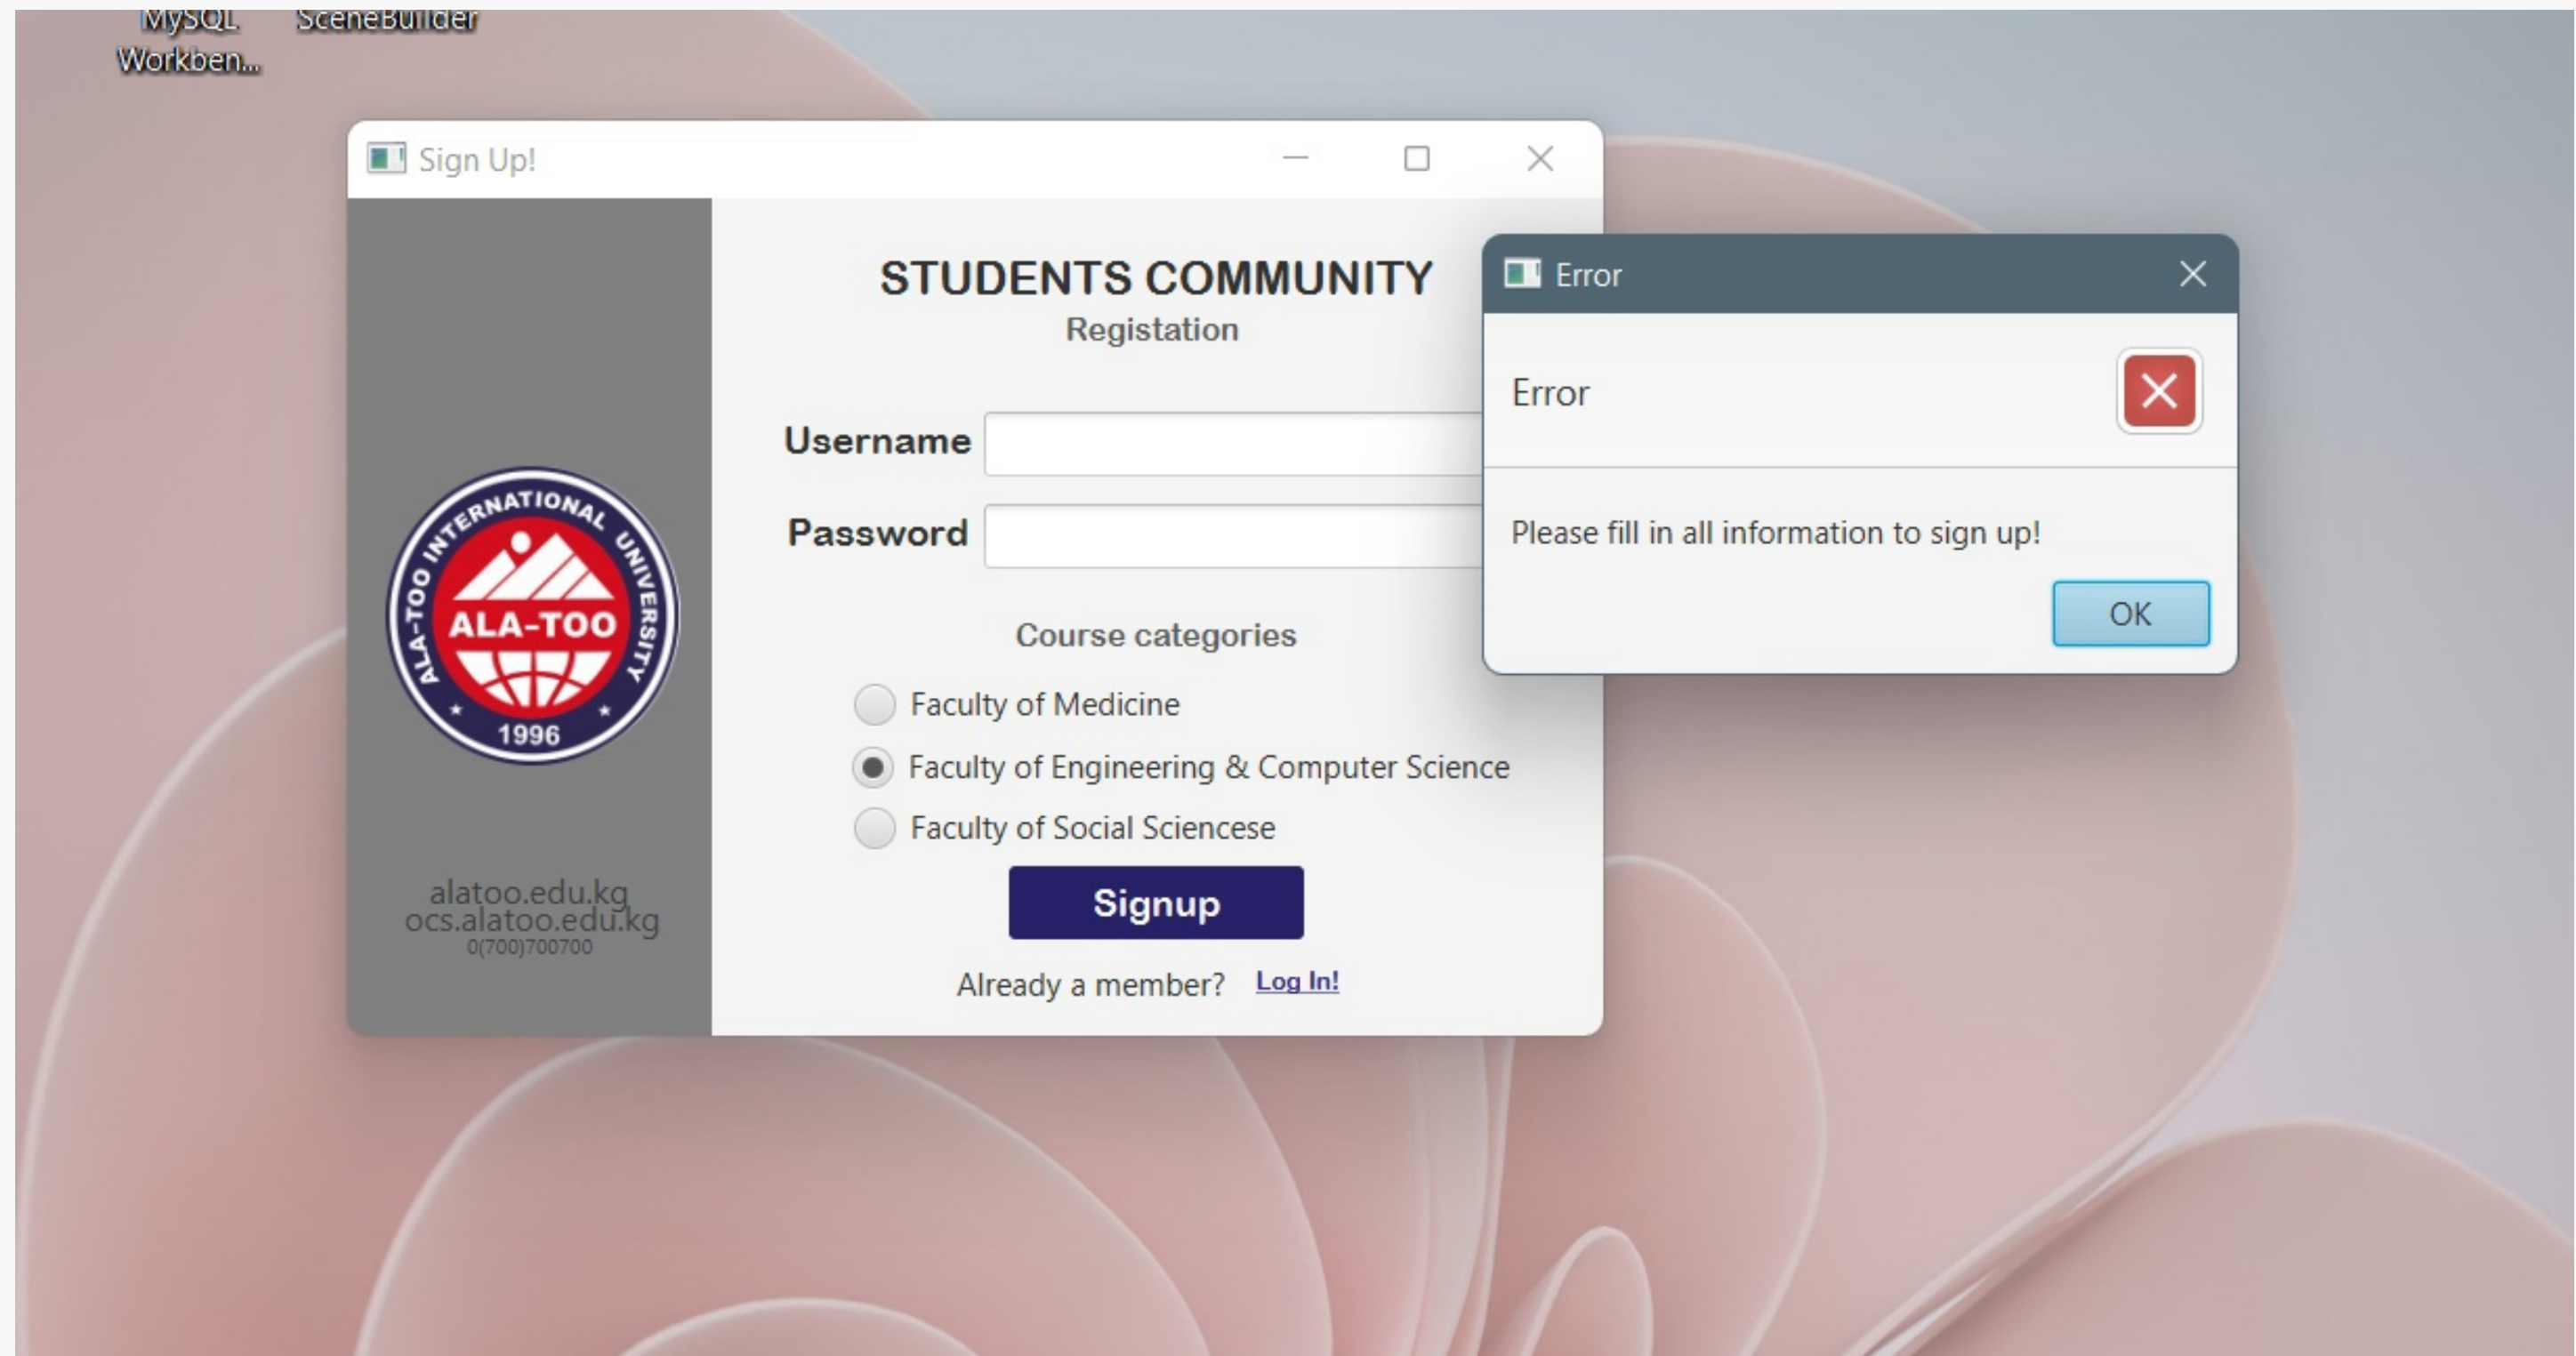 MySQL
Workben...
SceneBuilder
Sign Up!
STUDENTS COMMUNITY
Registation
Username
Password
Course categories
Faculty of Medicine
Faculty of Engineering & Computer Science
Faculty of Social Sciencese
Signup
Already a member? Log In!
ALA-TOO INTERNATIONAL UNIVERSITY
ALA-TOO
1996
alatoo.edu.kg
ocs.alatoo.edu.kg
0(700)700700
Error
Error
Please fill in all information to sign up!
OK